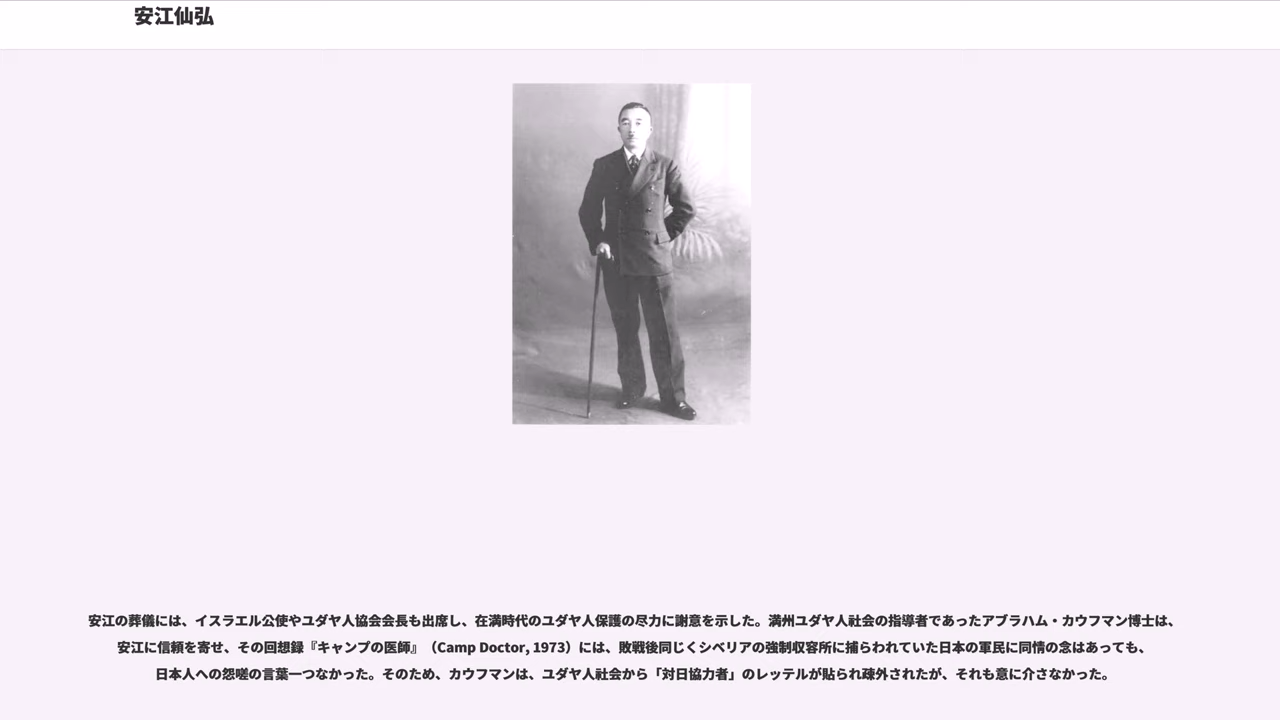 安江仙弘
安江の葬儀には、イスラエル公使やユダヤ人協会会長も出席し、在満時代のユダヤ人保護の尽力に謝意を示した。満州ユダヤ人社会の指導者であったアブラハム・カウフマン博士は、
安江に信頼を寄せ、その回想録『キャンプの医師』（Camp Doctor, 1973）には、敗戦後同じくシベリアの強制収容所に捕らわれていた日本の軍民に同情の念はあっても、
日本人への怨嗟の言葉一つなかった。そのため、カウフマンは、ユダヤ人社会から「対日協力者」のレッテルが貼られ疎外されたが、それも意に介さなかった。